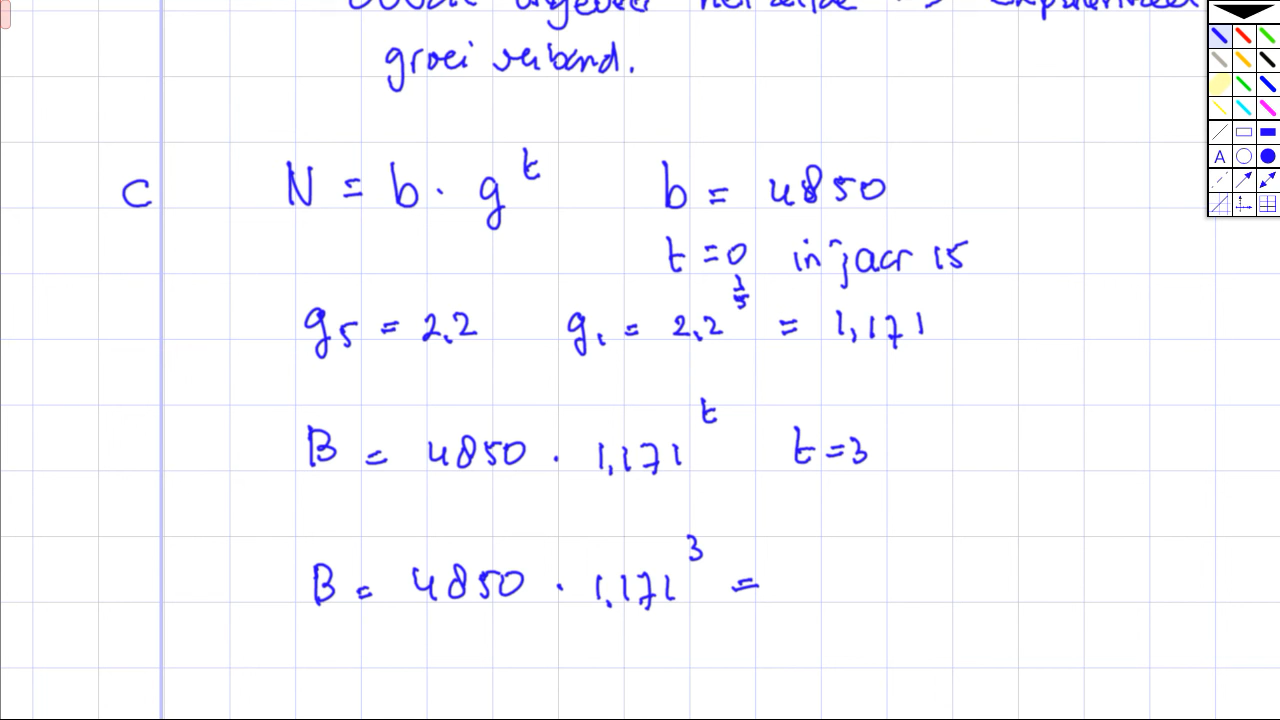 groei verband.
c N = b · g^t b = 4850
t = 0 in jaar 15
g₅ = 2,2 g₁ = 2,2^(1/5) = 1,171
B = 4850 · 1,171^t t = 3
B = 4850 · 1,171^3 =
A